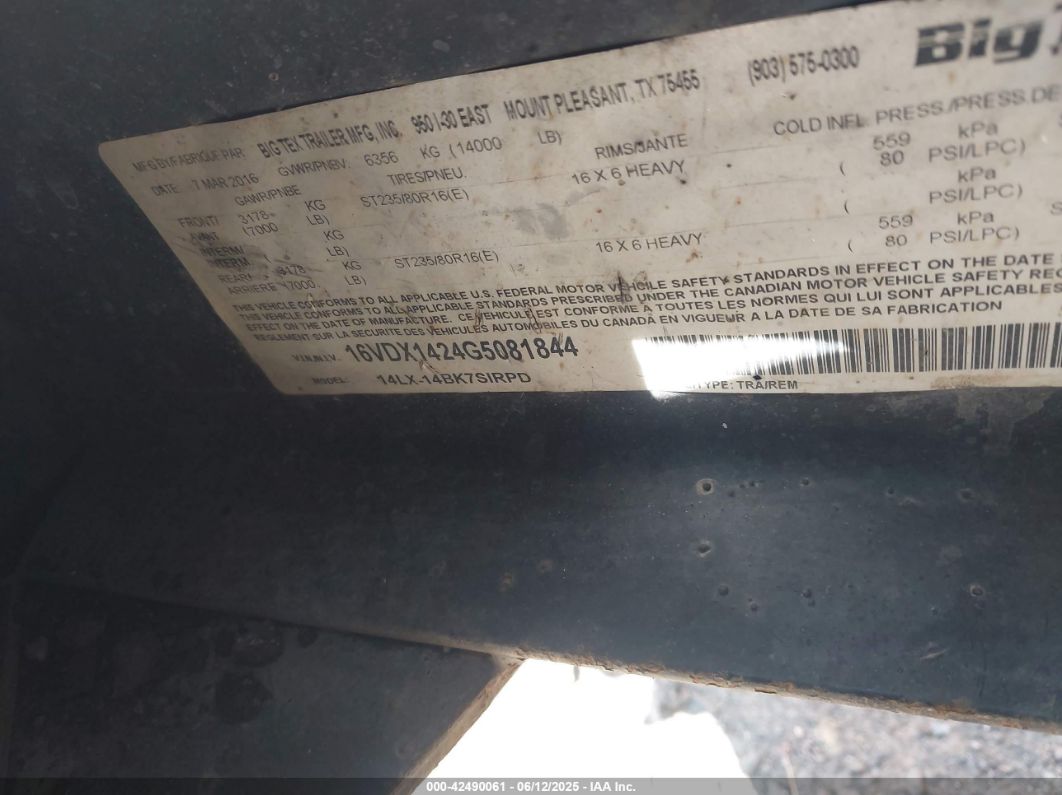 Big
MFG BY/FABRIQUE PAR BIG TEX TRAILER MFG, INC. 950 I-30 EAST MOUNT PLEASANT, TX 75455 (903) 575-0300
DATE: 7 MAR 2016 GVWR/PNBV. 6356 KG (14000 LB)
GAWR/PNBE TIRES/PNEU. RIMS/JANTE COLD INFL. PRESS./PRESS. DE
FRONT/ 3178 KG ST235/80R16(E) 16 X 6 HEAVY 559 kPa
AVANT (7000 LB) ( 80 PSI/LPC)
INTERM/ KG kPa
INTERM LB) ( PSI/LPC)
REAR/ 3178 KG ST235/80R16(E) 16 X 6 HEAVY 559 kPa
ARRIERE (7000 LB) ( 80 PSI/LPC)
THIS VEHICLE CONFORMS TO ALL APPLICABLE U.S. FEDERAL MOTOR VEHICLE SAFETY STANDARDS IN EFFECT ON THE DATE
THIS VEHICLE CONFORMS TO ALL APPLICABLE STANDARDS PRESCRIBED UNDER THE CANADIAN MOTOR VEHICLE SAFETY REG
EFFECT ON THE DATE OF MANUFACTURE. CE VEHICULE EST CONFORME A TOUTES LES NORMES QUI LUI SONT APPLICABLES
REGLEMENT SUR LA SECURITE DES VEHICULES AUTOMOBILES DU CANADA EN VIGUEUR A LA DATE DE SA FABRICATION
V.I.N./N.I.V. 16VDX1424G5081844
MODEL: 14LX-14BK7SIRPD TYPE: TRA/REM
000-42490061 - 06/12/2025 - IAA Inc.